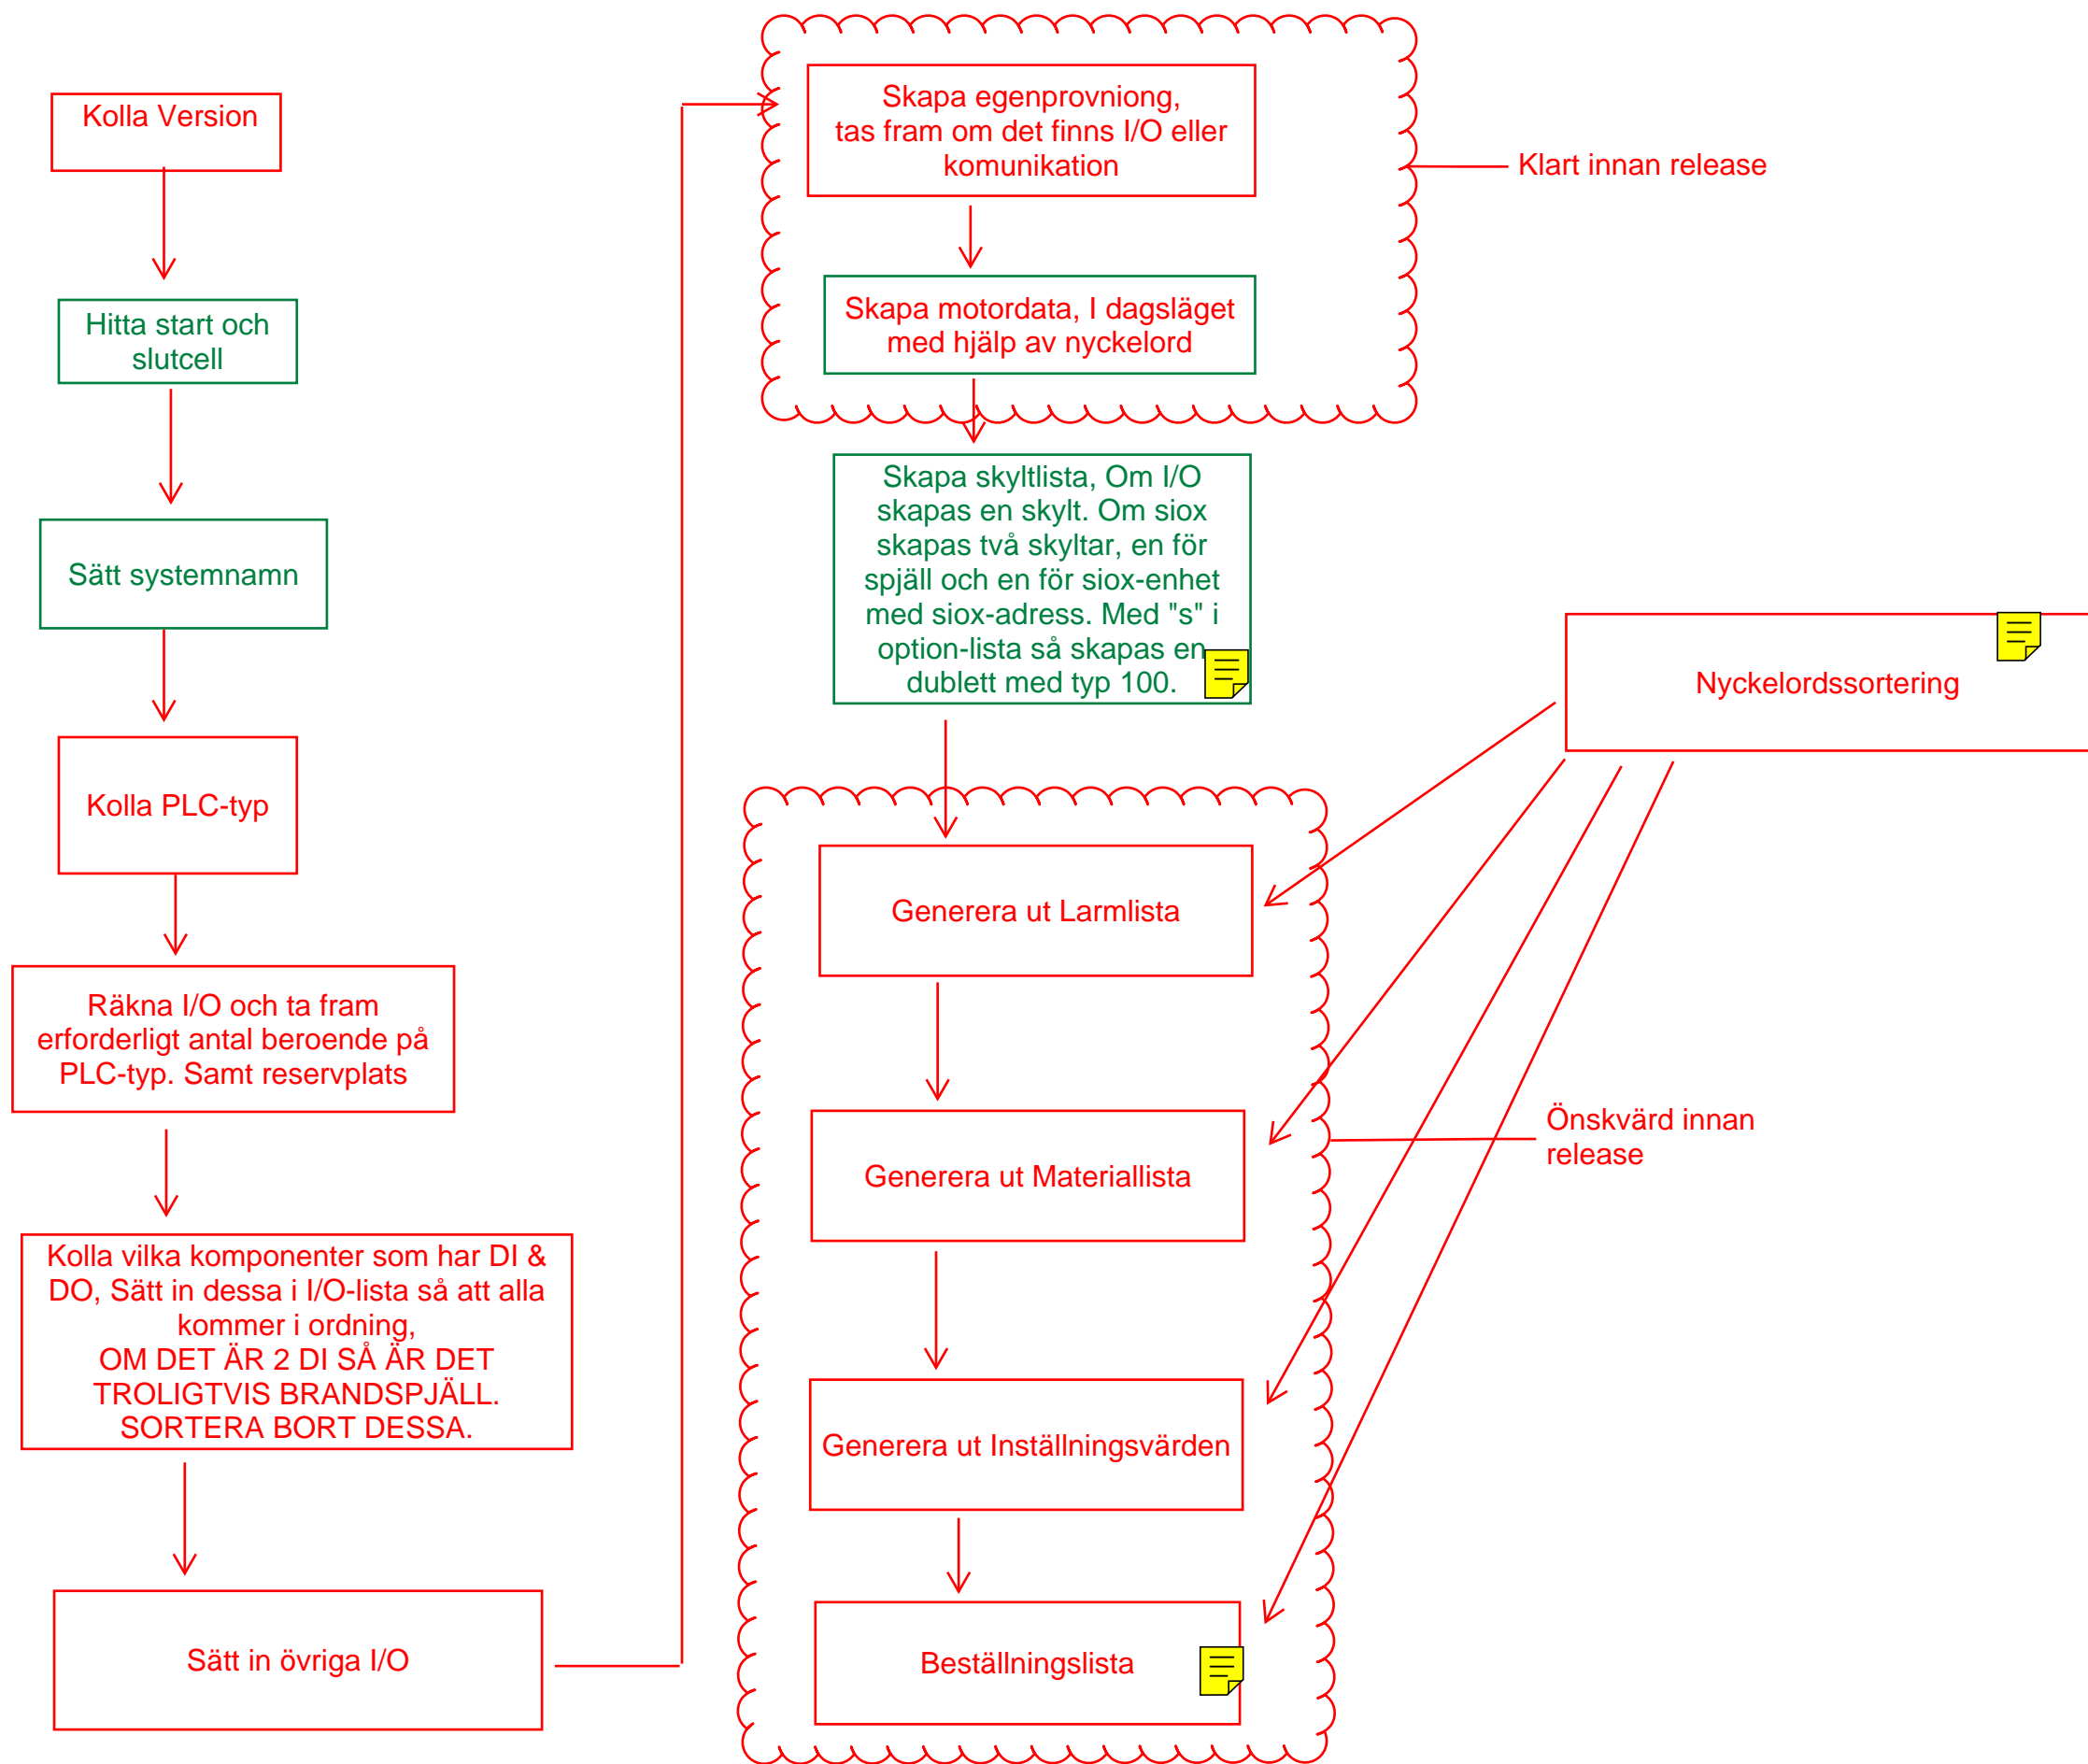 Kolla Version
Hitta start och
slutcell
Sätt systemnamn
Kolla PLC-typ
Räkna I/O och ta fram
erforderligt antal beroende på
PLC-typ. Samt reservplats
Kolla vilka komponenter som har DI &
DO, Sätt in dessa i I/O-lista så att alla
kommer i ordning,
OM DET ÄR 2 DI SÅ ÄR DET
TROLIGTVIS BRANDSPJÄLL.
SORTERA BORT DESSA.
Sätt in övriga I/O
Skapa egenprovniong,
tas fram om det finns I/O eller
komunikation
Klart innan release
Skapa motordata, I dagsläget
med hjälp av nyckelord
Skapa skyltlista, Om I/O
skapas en skylt. Om siox
skapas två skyltar, en för
spjäll och en för siox-enhet
med siox-adress. Med "s" i
option-lista så skapas en
dublett med typ 100.
Nyckelordssortering
Generera ut Larmlista
Generera ut Materiallista
Önskvärd innan
release
Generera ut Inställningsvärden
Beställningslista